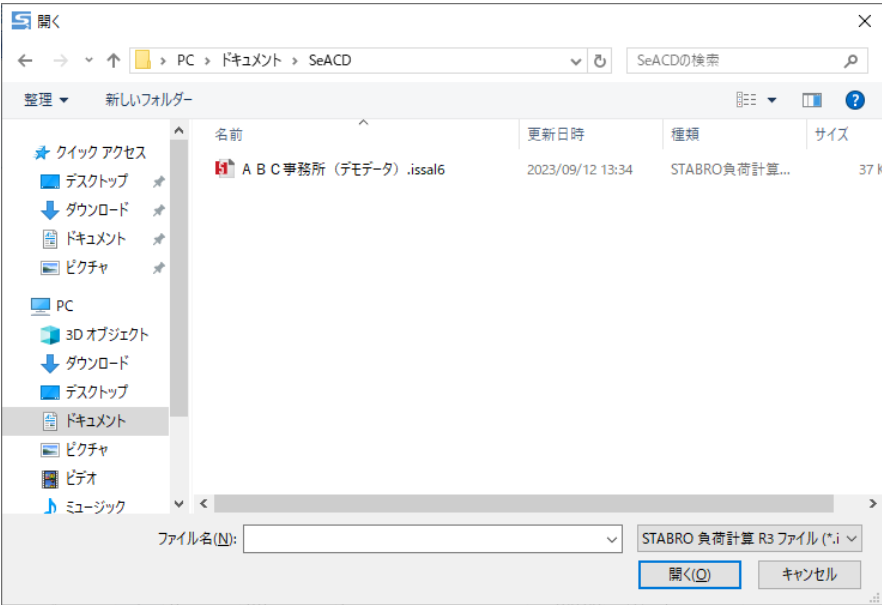 開く
PC › ドキュメント › SeACD
SeACDの検索
整理 新しいフォルダー
名前 更新日時 種類 サイズ
ＡＢＣ事務所（デモデータ）.issal6 2023/09/12 13:34 STABRO負荷計算... 37 K
クイック アクセス
デスクトップ
ダウンロード
ドキュメント
ピクチャ
PC
3D オブジェクト
ダウンロード
デスクトップ
ドキュメント
ピクチャ
ビデオ
ミュージック
ファイル名(N):
STABRO 負荷計算 R3 ファイル (*.i
開く(O) キャンセル